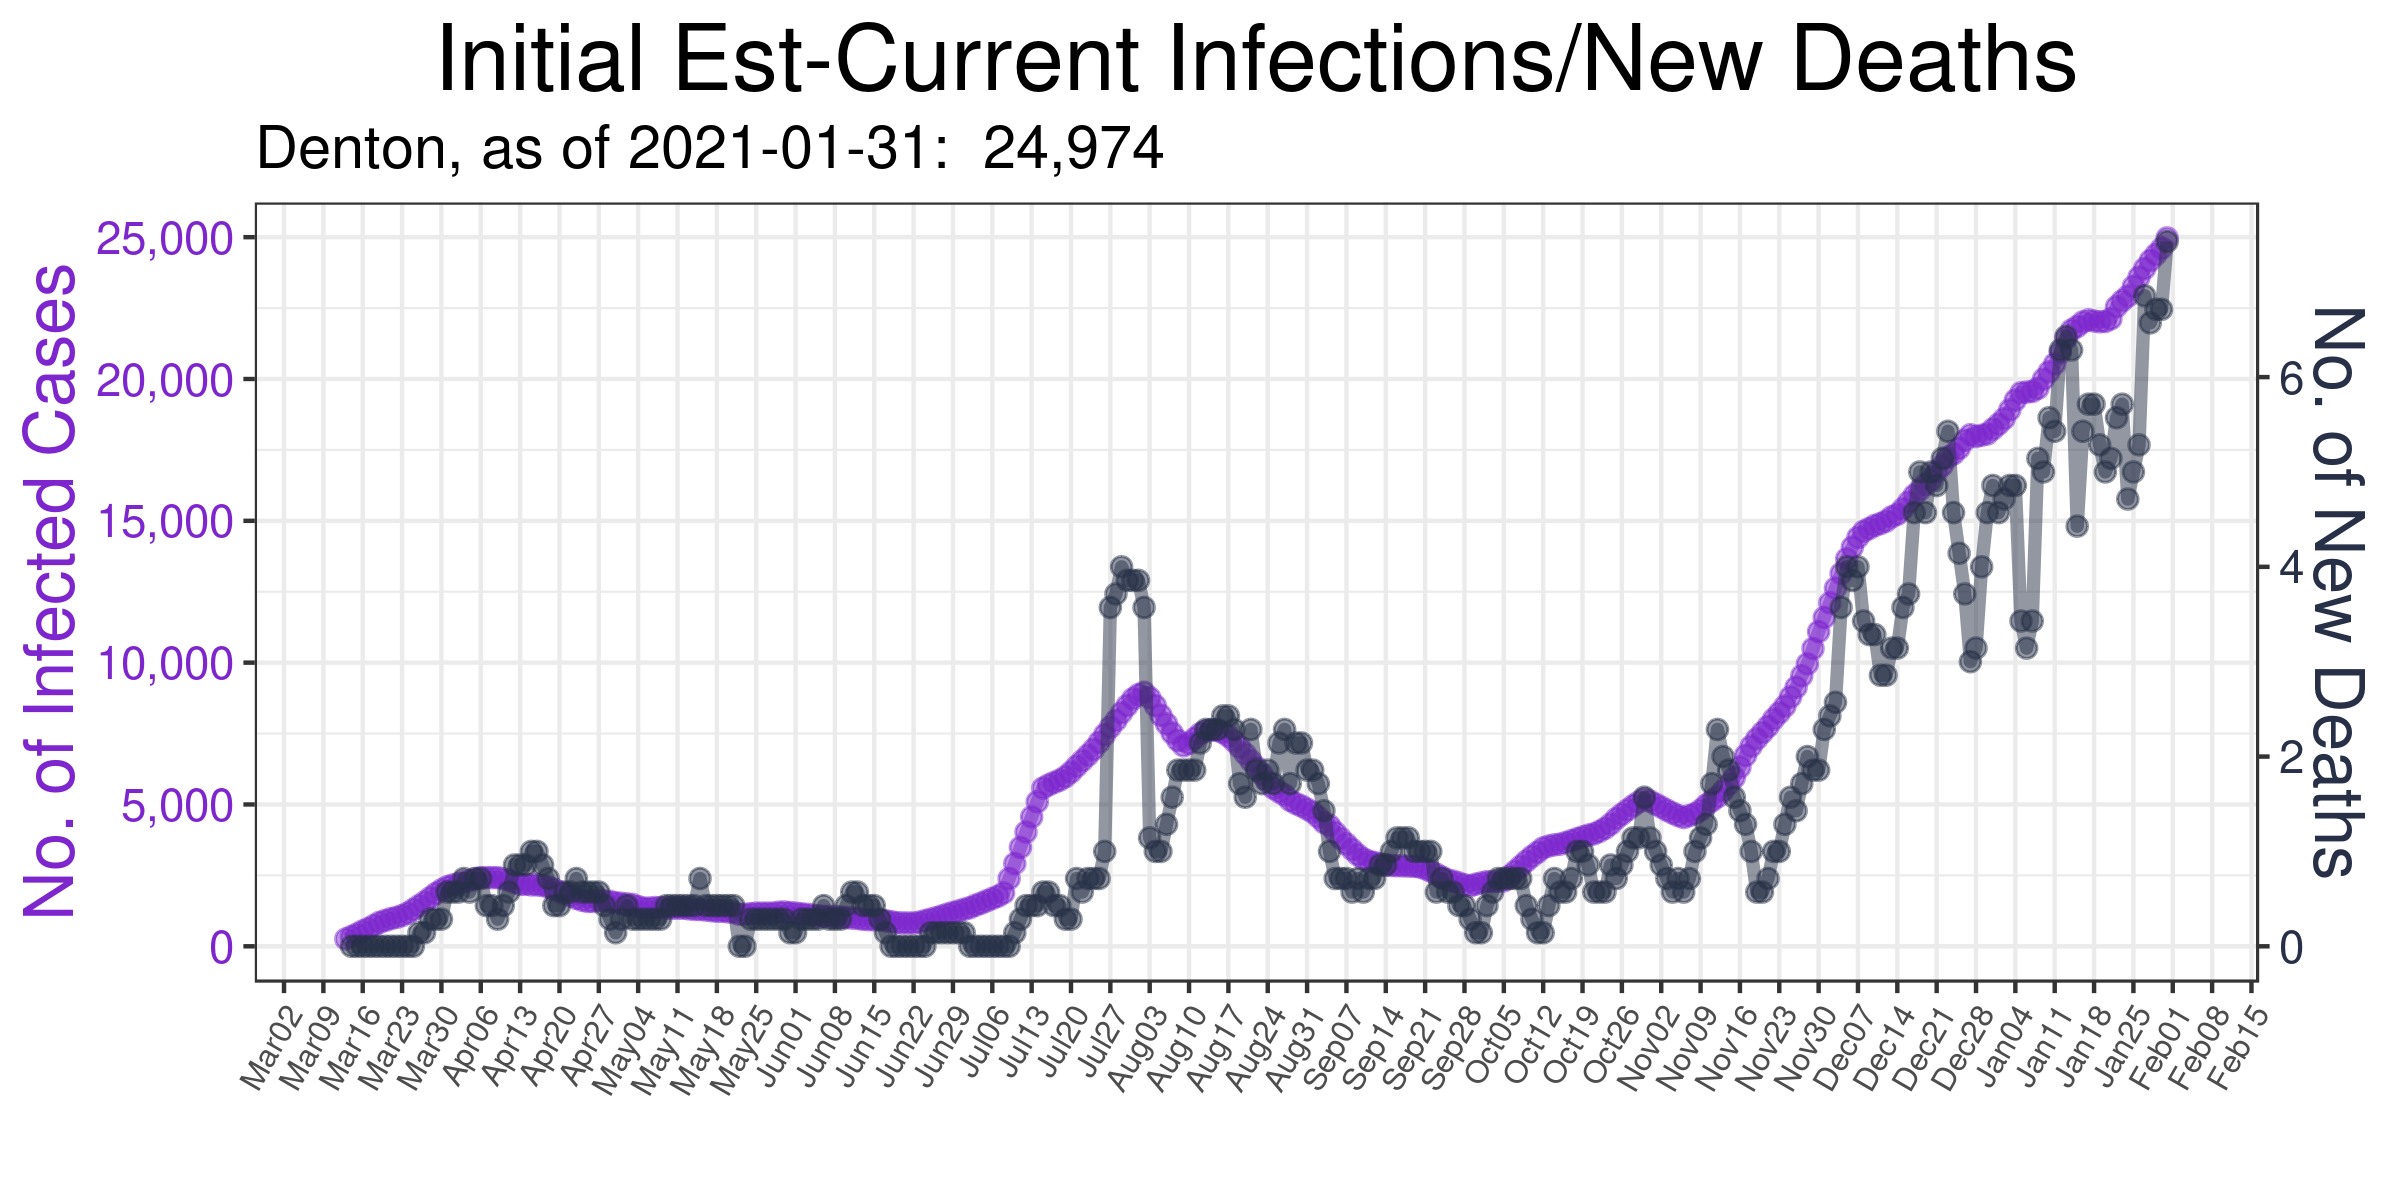 Initial Est-Current Infections/New Deaths
Denton, as of 2021-01-31:  24,974
No. of Infected Cases
25,000
20,000
15,000
10,000
5,000
0
No. of New Deaths
6
4
2
0
Mar02 Mar09 Mar16 Mar23 Mar30 Apr06 Apr13 Apr20 Apr27 May04 May11 May18 May25 Jun01 Jun08 Jun15 Jun22 Jun29 Jul06 Jul13 Jul20 Jul27 Aug03 Aug10 Aug17 Aug24 Aug31 Sep07 Sep14 Sep21 Sep28 Oct05 Oct12 Oct19 Oct26 Nov02 Nov09 Nov16 Nov23 Nov30 Dec07 Dec14 Dec21 Dec28 Jan04 Jan11 Jan18 Jan25 Feb01 Feb08 Feb15